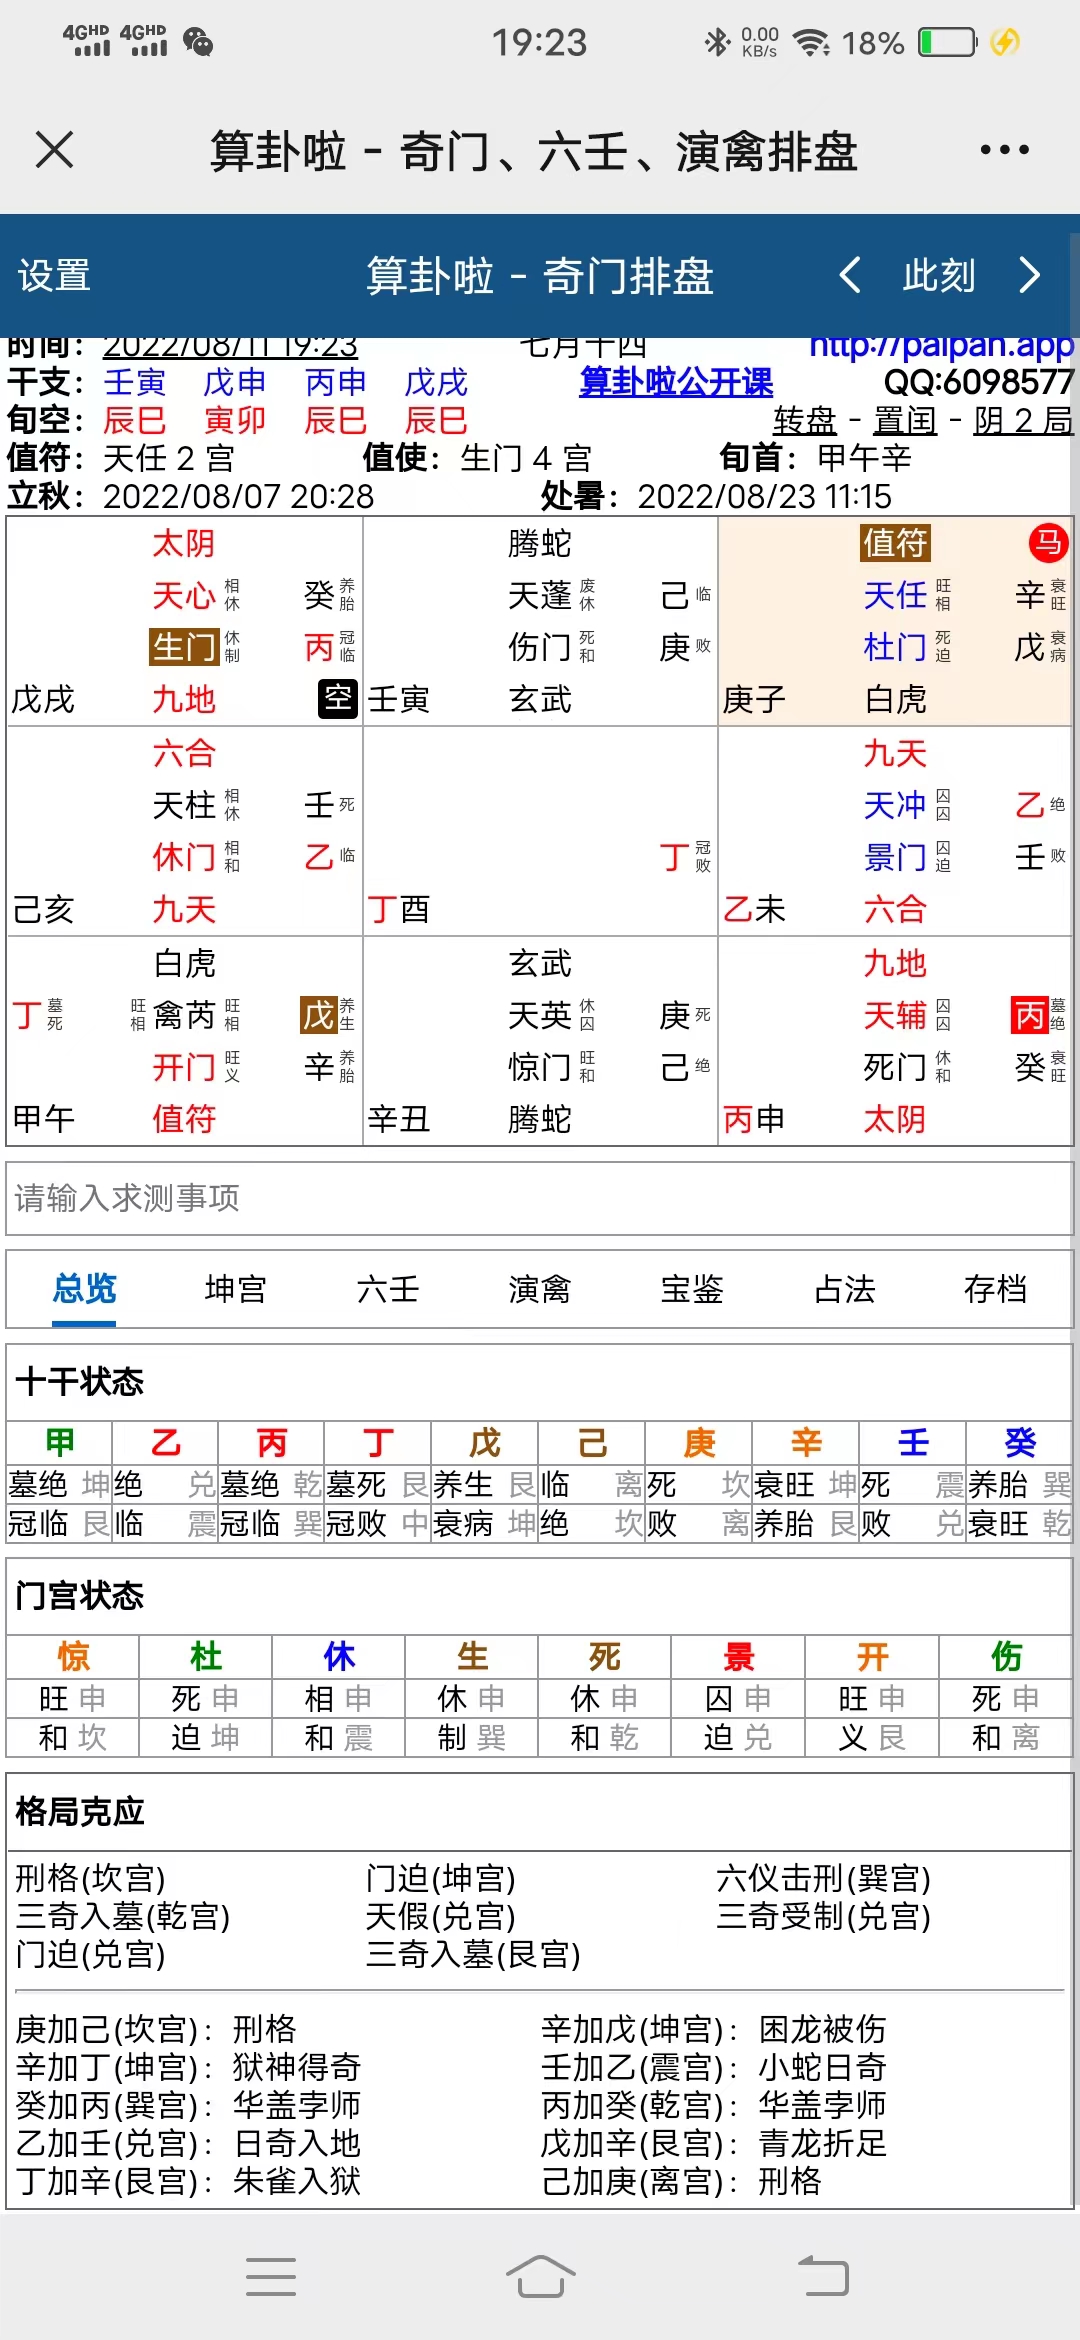 4GHD 4GHD 19:23 0.00 KB/s 18%
算卦啦 - 奇门、六壬、演禽排盘
设置 算卦啦 - 奇门排盘 此刻
时间： 2022/08/11 19:23 七月十四 http://paipan.app
干支： 壬寅 戊申 丙申 戊戌 算卦啦公开课 QQ:6098577
旬空： 辰巳 寅卯 辰巳 辰巳 转盘 - 置闰 - 阴 2 局
值符： 天任 2 宫 值使： 生门 4 宫 旬首： 甲午辛
立秋： 2022/08/07 20:28 处暑： 2022/08/23 11:15
太阴 腾蛇 值符 马
天心 相休 癸 养胎 天蓬 废休 己 临 天任 旺相 辛 衰旺
生门 休制 丙 冠临 伤门 死和 庚 败 杜门 死迫 戊 衰病
戊戌 九地 空 壬寅 玄武 庚子 白虎
六合 九天
天柱 相休 壬 死 天冲 囚囚 乙 绝
休门 相和 乙 临 丁 冠败 景门 囚迫 壬 败
己亥 九天 丁酉 乙未 六合
白虎 玄武 九地
丁 墓死 旺相 禽芮 旺相 戊 养生 天英 休囚 庚 死 天辅 囚囚 丙 墓绝
开门 旺义 辛 养胎 惊门 旺和 己 绝 死门 休和 癸 衰旺
甲午 值符 辛丑 腾蛇 丙申 太阴
请输入求测事项
总览 坤宫 六壬 演禽 宝鉴 占法 存档
十干状态
甲 乙 丙 丁 戊 己 庚 辛 壬 癸
墓绝 坤 绝 兑 墓绝 乾 墓死 艮 养生 艮 临 离 死 坎 衰旺 坤 死 震 养胎 巽
冠临 艮 临 震 冠临 巽 冠败 中 衰病 坤 绝 坎 败 离 养胎 艮 败 兑 衰旺 乾
门宫状态
惊 杜 休 生 死 景 开 伤
旺 申 死 申 相 申 休 申 休 申 囚 申 旺 申 死 申
和 坎 迫 坤 和 震 制 巽 和 乾 迫 兑 义 艮 和 离
格局克应
刑格(坎宫) 门迫(坤宫) 六仪击刑(巽宫)
三奇入墓(乾宫) 天假(兑宫) 三奇受制(兑宫)
门迫(兑宫) 三奇入墓(艮宫)
庚加己(坎宫)： 刑格 辛加戊(坤宫)： 困龙被伤
辛加丁(坤宫)： 狱神得奇 壬加乙(震宫)： 小蛇日奇
癸加丙(巽宫)： 华盖孛师 丙加癸(乾宫)： 华盖孛师
乙加壬(兑宫)： 日奇入地 戊加辛(艮宫)： 青龙折足
丁加辛(艮宫)： 朱雀入狱 己加庚(离宫)： 刑格